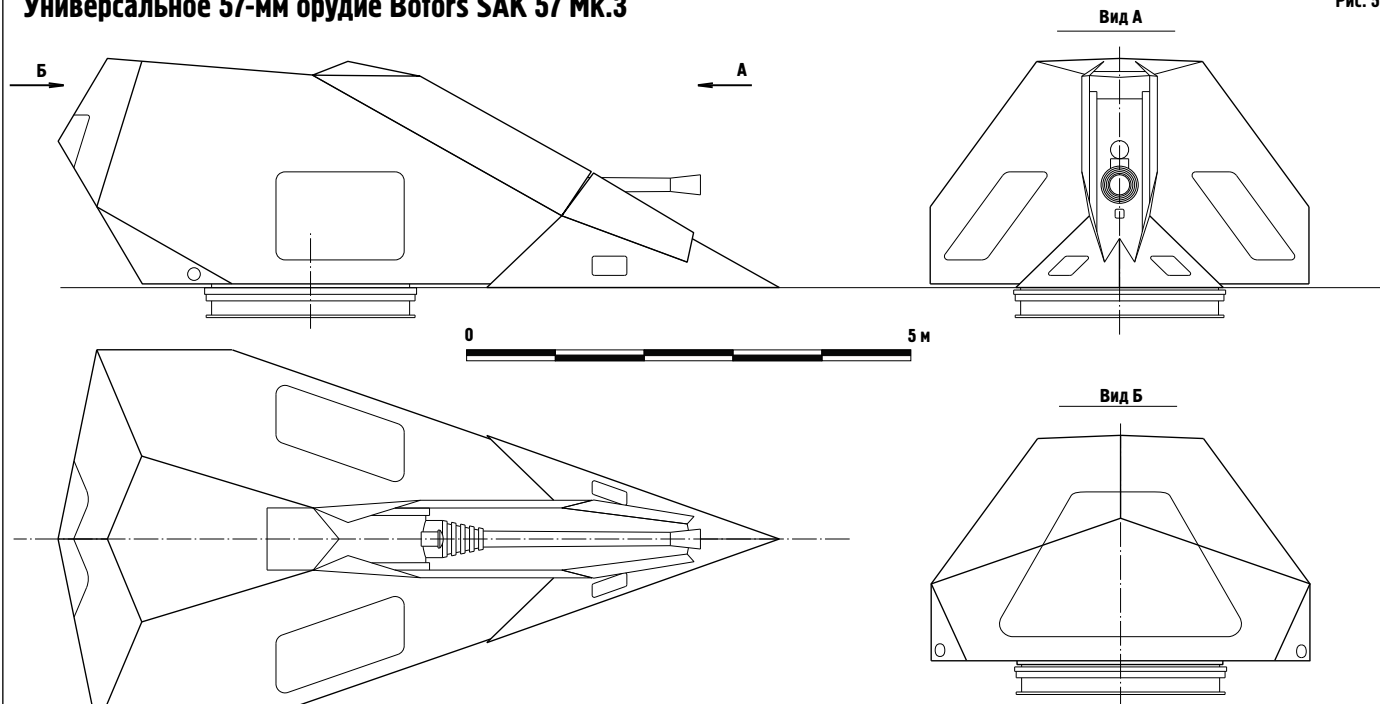 Универсальное 57-мм орудие Bofors SAK 57 Mk.3
Рис. 3
Вид А
Б
А
0
5 м
Вид Б